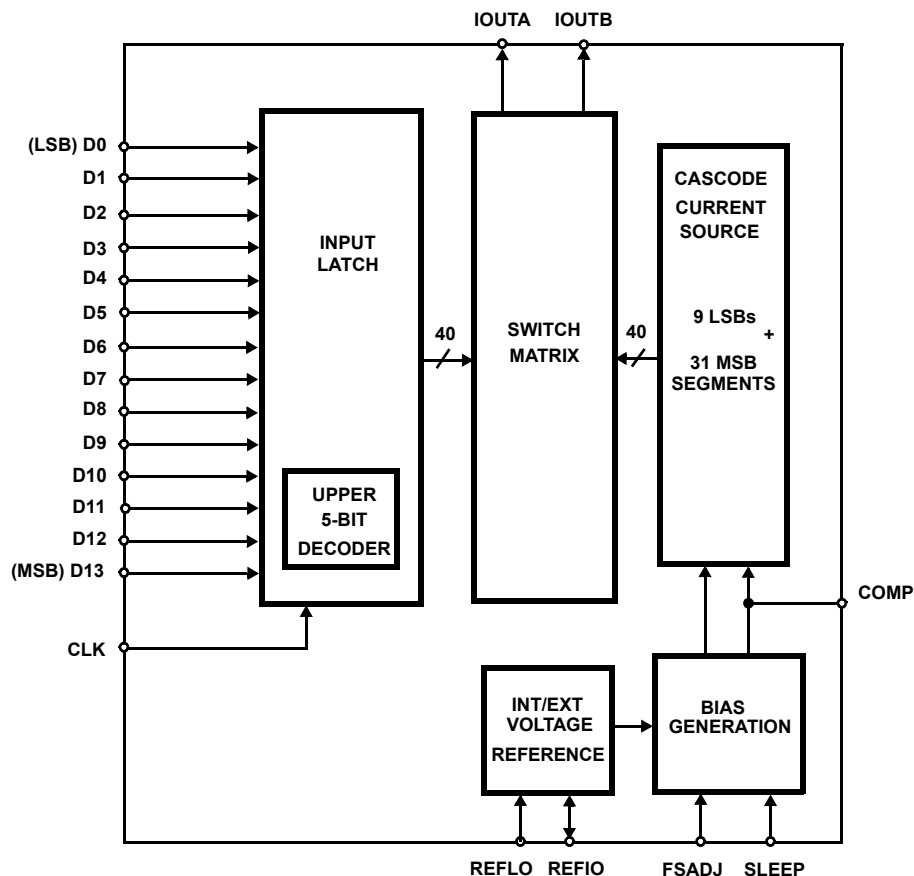 IOUTA IOUTB
(LSB) D0
D1
D2
D3
D4
D5
D6
D7
D8
D9
D10
D11
D12
(MSB) D13
CLK
INPUT
LATCH
UPPER
5-BIT
DECODER
40
SWITCH
MATRIX
40
CASCODE
CURRENT
SOURCE
9 LSBs
+
31 MSB
SEGMENTS
COMP
INT/EXT
VOLTAGE
REFERENCE
BIAS
GENERATION
REFLO REFIO FSADJ SLEEP